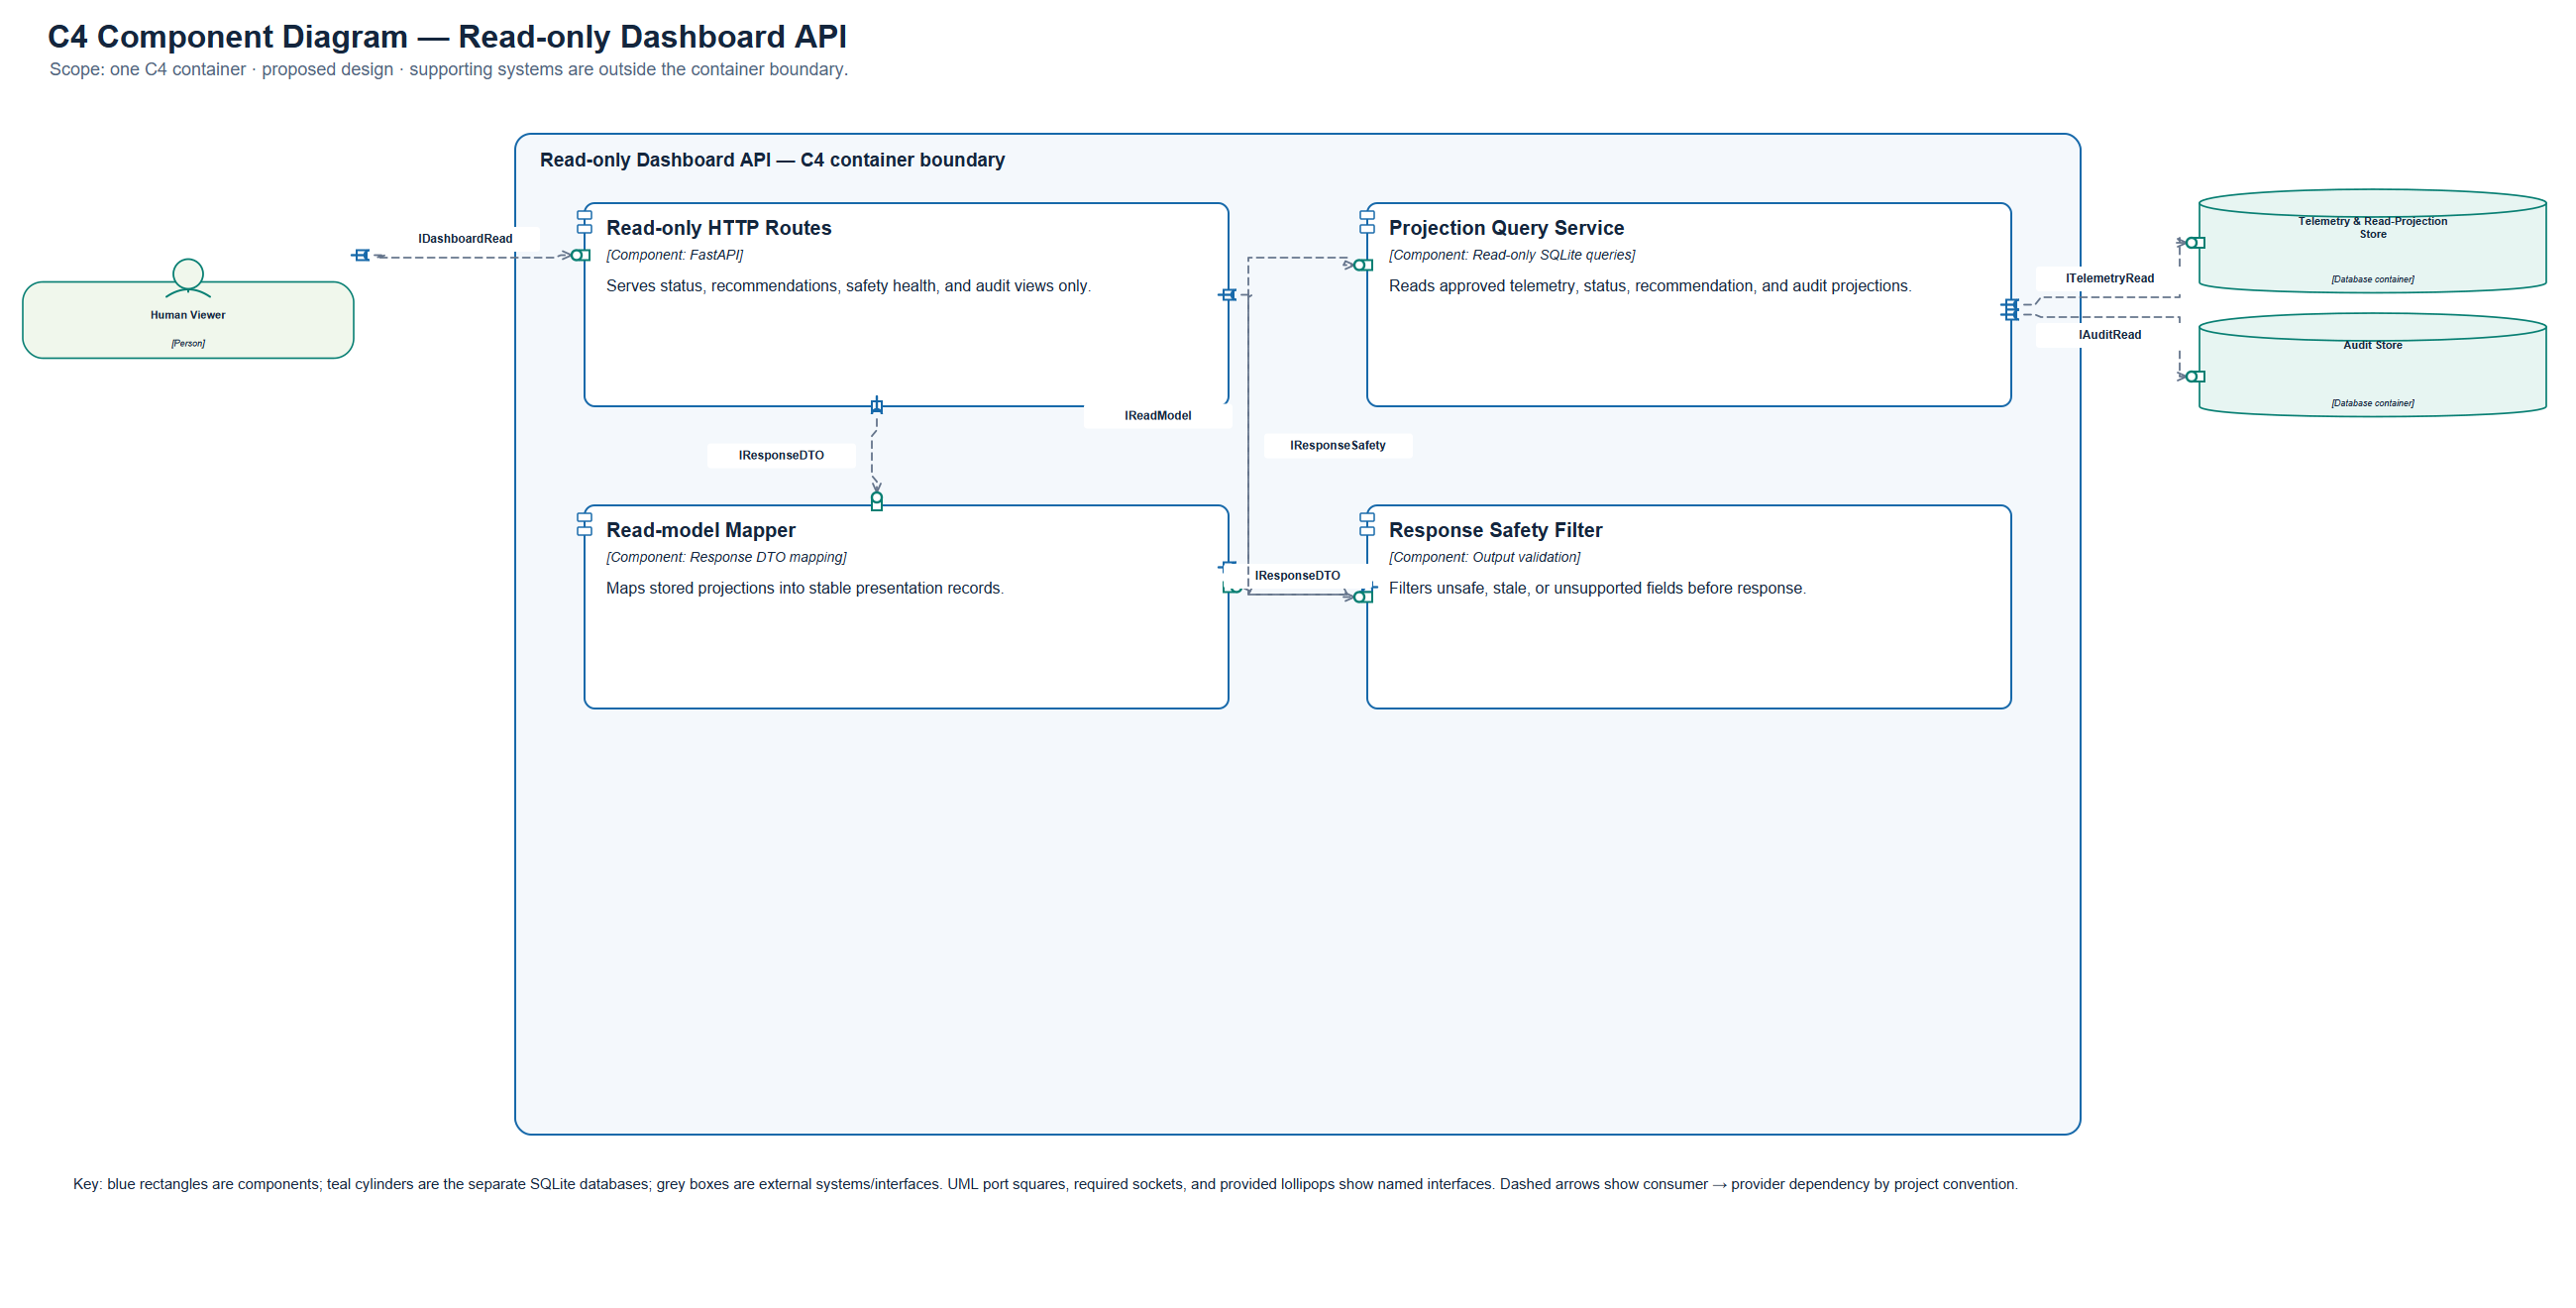 C4 Component Diagram — Read-only Dashboard API
Scope: one C4 container · proposed design · supporting systems are outside the container boundary.
Read-only Dashboard API — C4 container boundary
Human Viewer
[Person]
IDashboardRead
Read-only HTTP Routes
[Component: FastAPI]
Serves status, recommendations, safety health, and audit views only.
Projection Query Service
[Component: Read-only SQLite queries]
Reads approved telemetry, status, recommendation, and audit projections.
ITelemetryRead
IAuditRead
Telemetry & Read-Projection
Store
[Database container]
Audit Store
[Database container]
IReadModel
IResponseDTO
IResponseSafety
Read-model Mapper
[Component: Response DTO mapping]
Maps stored projections into stable presentation records.
IResponseDTO
Response Safety Filter
[Component: Output validation]
Filters unsafe, stale, or unsupported fields before response.
Key: blue rectangles are components; teal cylinders are the separate SQLite databases; grey boxes are external systems/interfaces. UML port squares, required sockets, and provided lollipops show named interfaces. Dashed arrows show consumer → provider dependency by project convention.